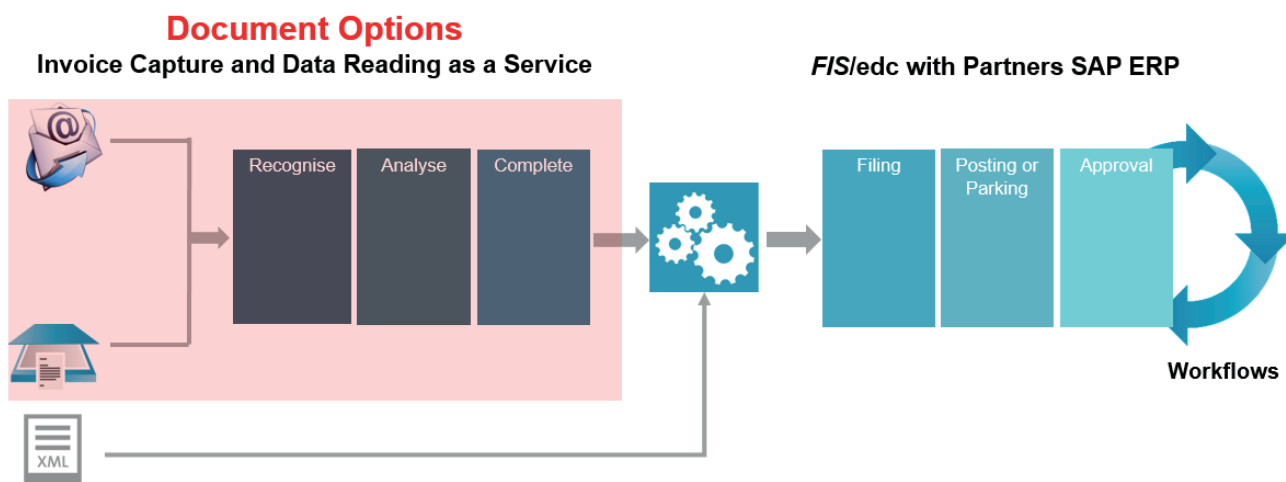 Document Options
Invoice Capture and Data Reading as a Service
FIS/edc with Partners SAP ERP
@
Recognise
Analyse
Complete
Filing
Posting or
Parking
Approval
Workflows
XML